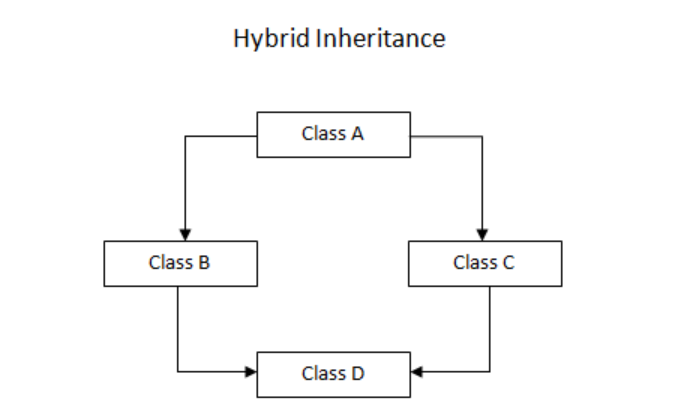 Hybrid Inheritance
Class A
Class B
Class C
Class D